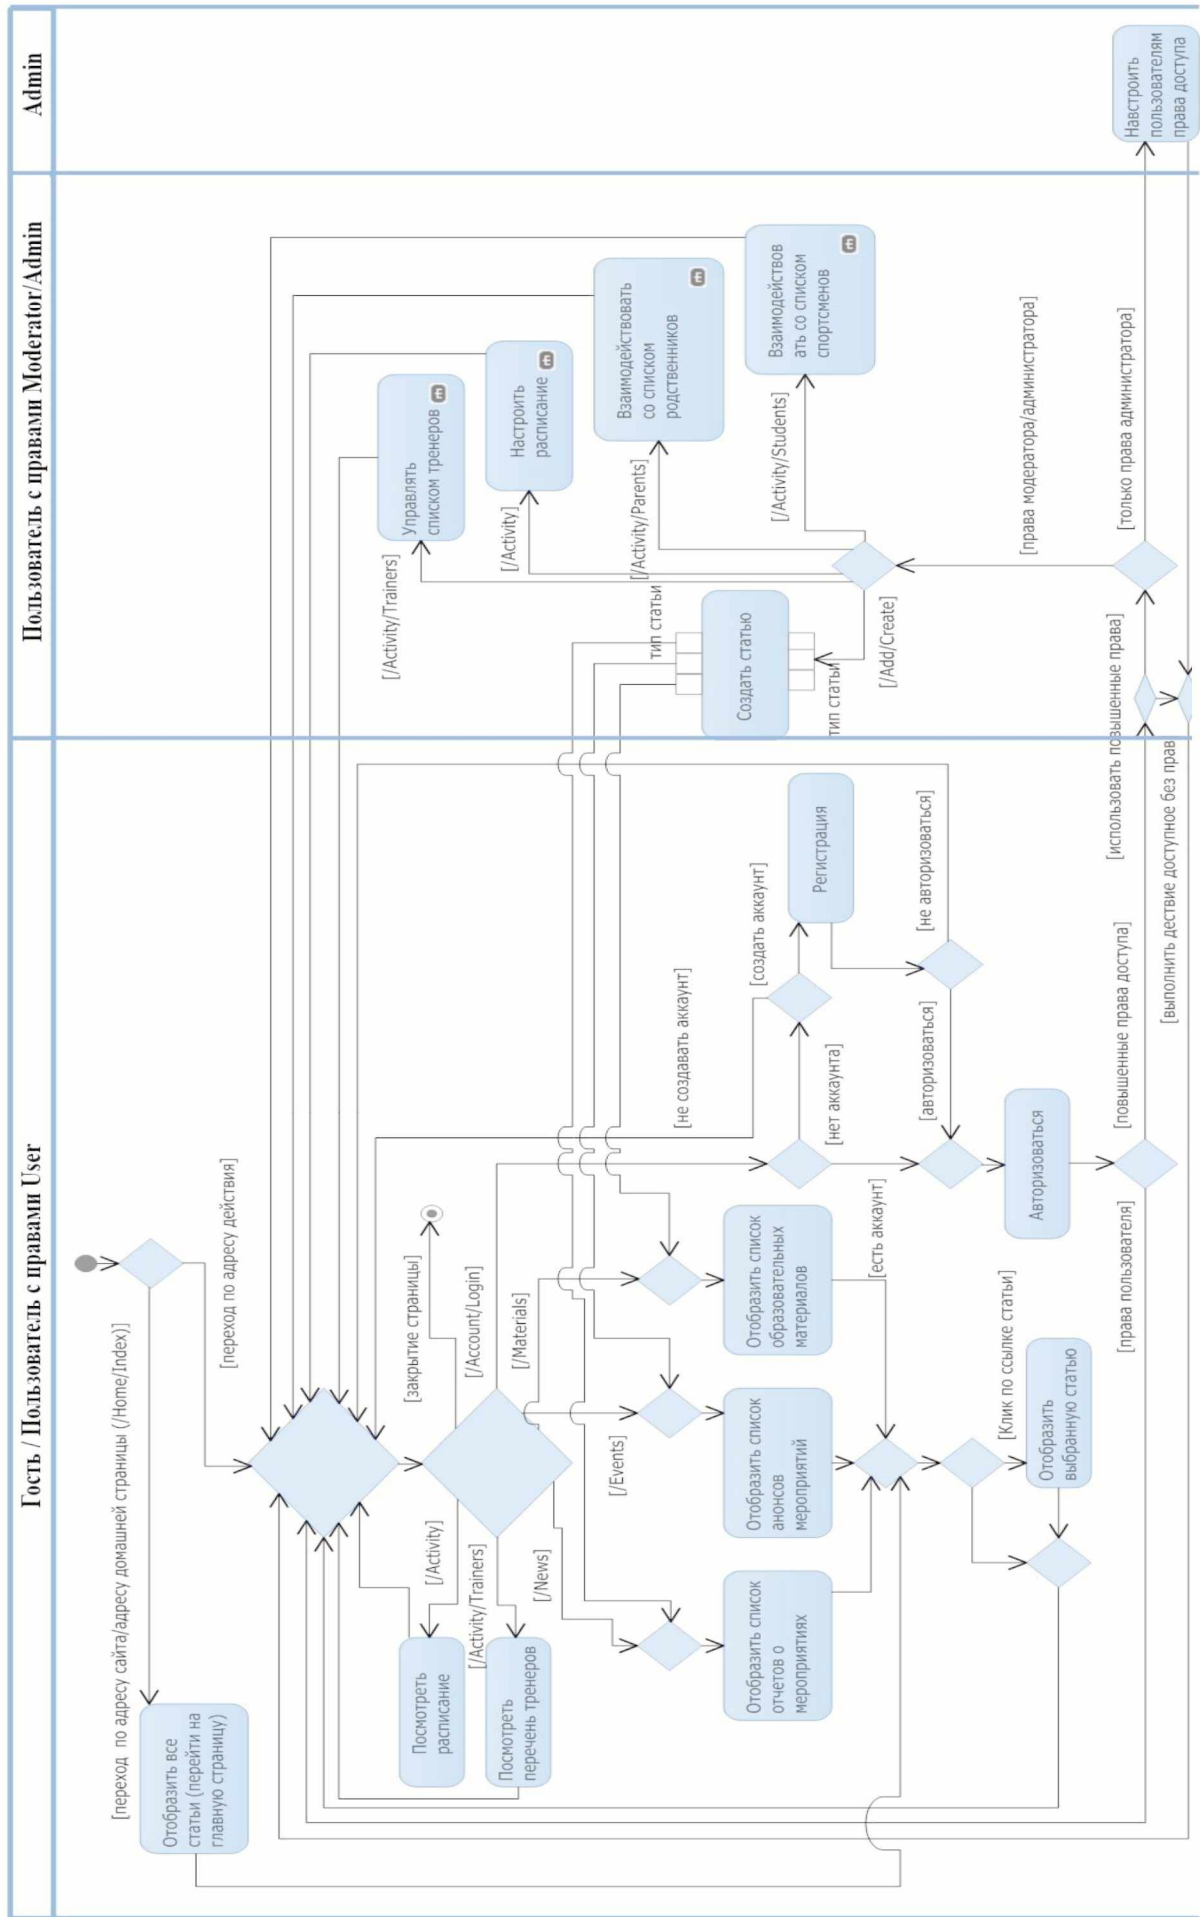 Гость / Пользователь с правами User
Пользователь с правами Moderator/Admin
Admin
[переход  по адресу сайта/адресу домашней страницы (/Home/Index)]
[переход по адресу действия]
Отобразить все
статьи (перейти на
главную страницу)
[закрытие страницы]
[/Account/Login]
[/Materials]
[/Events]
[/Activity]
[/Activity/Trainers]
[/News]
Посмотреть
расписание
Посмотреть
перечень тренеров
Отобразить список
отчетов о
мероприятиях
Отобразить список
анонсов
мероприятий
Отобразить список
образовательных
материалов
[Клик по ссылке статьи]
Отобразить
выбранную статью
[есть аккаунт]
[нет аккаунта]
[не создавать аккаунт]
[создать аккаунт]
Регистрация
[авторизоваться]
[не авторизоваться]
Авторизоваться
[права пользователя]
[повышенные права доступа]
[использовать повышенные права]
[выполнить дествие доступное без прав
[/Activity/Trainers]
Управлять
списком тренеров
[/Activity]
Настроить
расписание
[/Activity/Parents]
Взаимодействовать
со списком
родственников
[/Activity/Students]
Взаимодействов
ать со списком
спортсменов
тип статьи
Создать статью
тип статьи
[/Add/Create]
[права модератора/администратора]
[только права администратора]
Навстроить
пользователям
права доступа